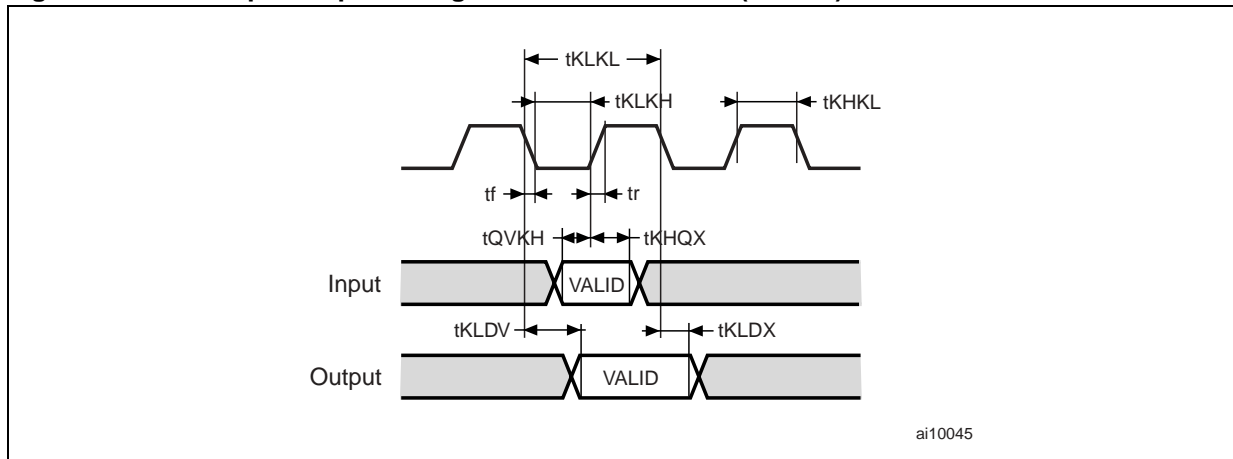 tKLKL
tKLKH
tKHKL
tf
tr
tQVKH
tKHQX
Input
VALID
tKLDV
tKLDX
Output
VALID
ai10045